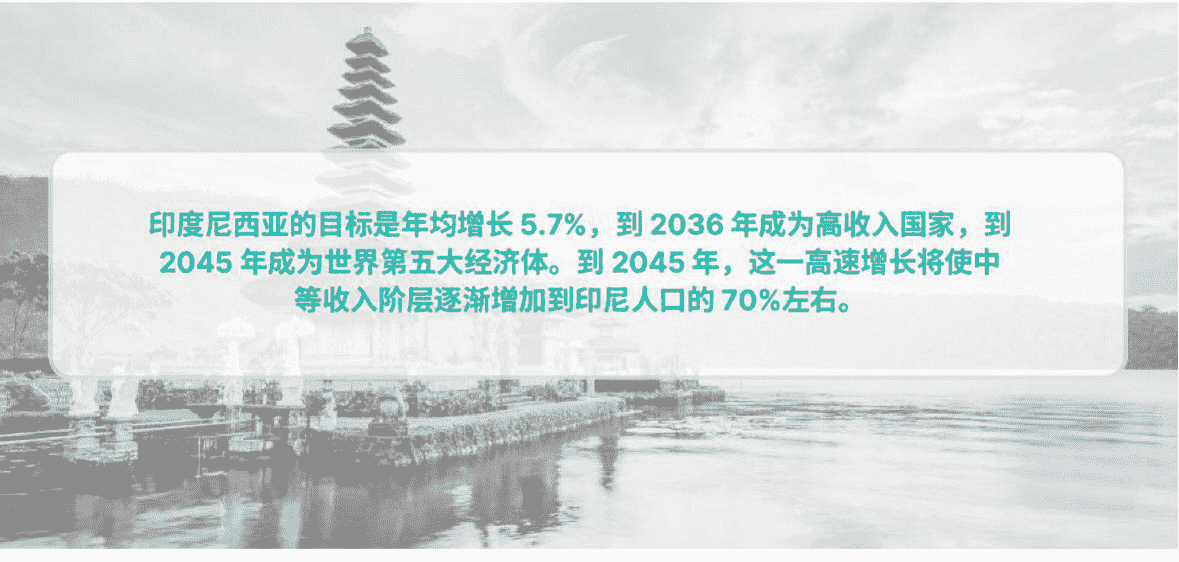 印度尼西亚的目标是年均增长 5.7%，到 2036 年成为高收入国家，到
2045 年成为世界第五大经济体。到 2045 年，这一高速增长将使中
等收入阶层逐渐增加到印尼人口的 70%左右。